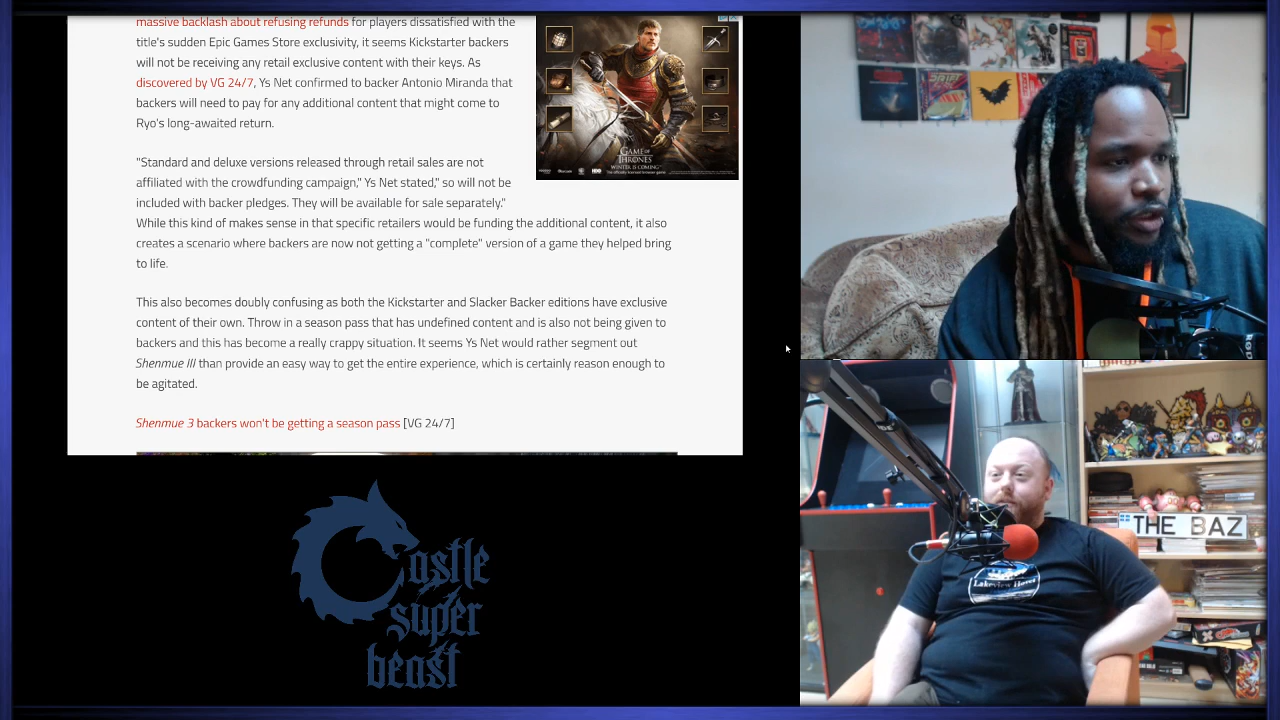 massive backlash about refusing refunds for players dissatisfied with the
title's sudden Epic Games Store exclusivity, it seems Kickstarter backers
will not be receiving any retail exclusive content with their keys. As
discovered by VG 24/7, Ys Net confirmed to backer Antonio Miranda that
backers will need to pay for any additional content that might come to
Ryo's long-awaited return.
"Standard and deluxe versions released through retail sales are not
affiliated with the crowdfunding campaign," Ys Net stated," so will not be
included with backer pledges. They will be available for sale separately."
While this kind of makes sense in that specific retailers would be funding the additional content, it also
creates a scenario where backers are now not getting a "complete" version of a game they helped bring
to life.
This also becomes doubly confusing as both the Kickstarter and Slacker Backer editions have exclusive
content of their own. Throw in a season pass that has undefined content and is also not being given to
backers and this has become a really crappy situation. It seems Ys Net would rather segment out
Shenmue III than provide an easy way to get the entire experience, which is certainly reason enough to
be agitated.
Shenmue 3 backers won't be getting a season pass [VG 24/7]
GAME OF
THRONES
WINTER IS COMING
Castle
super
beast
THE BAZ
Lakeview Hotel